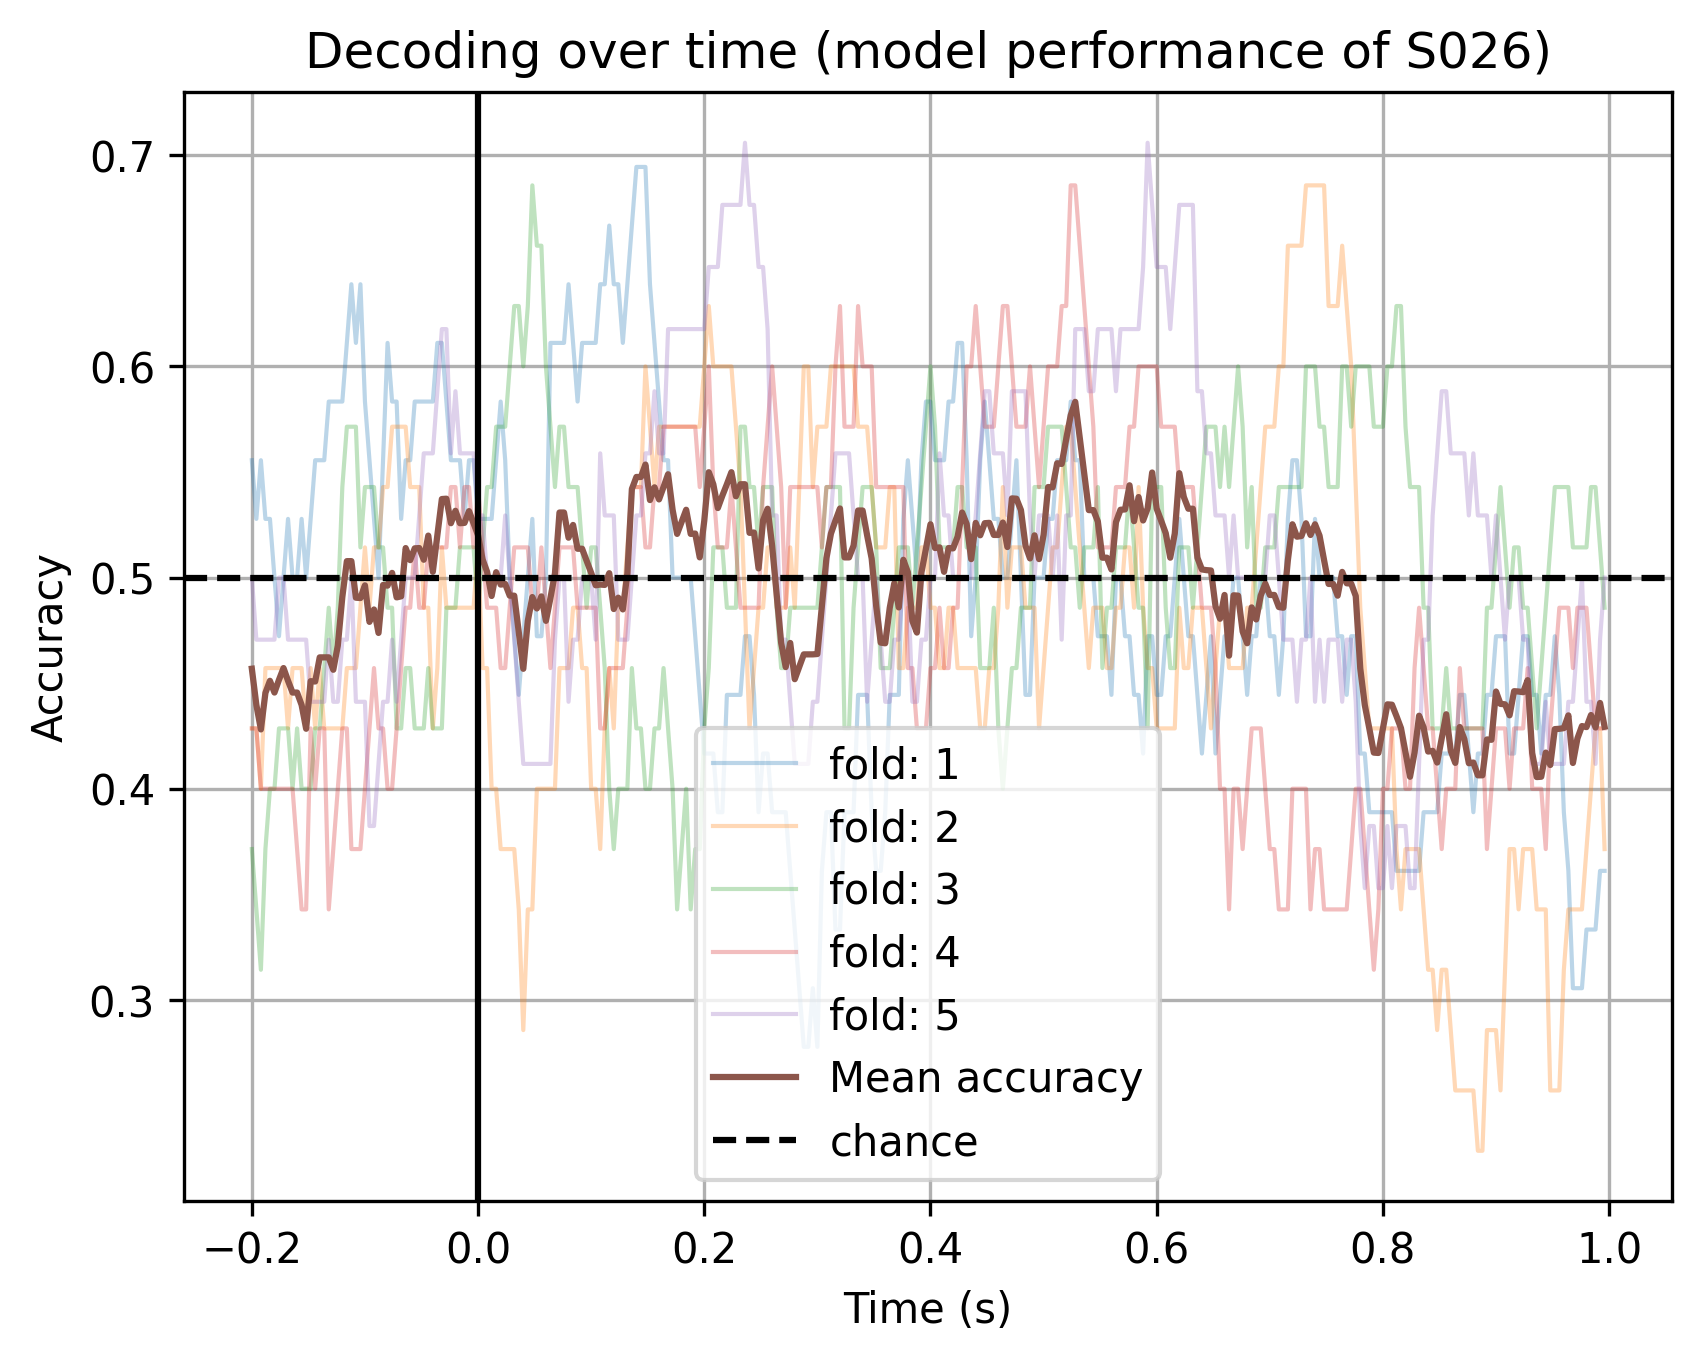 Decoding over time (model performance of S026)
Accuracy
0.7
0.6
0.5
0.4
0.3
fold: 1
fold: 2
fold: 3
fold: 4
fold: 5
Mean accuracy
chance
−0.2 0.0 0.2 0.4 0.6 0.8 1.0
Time (s)